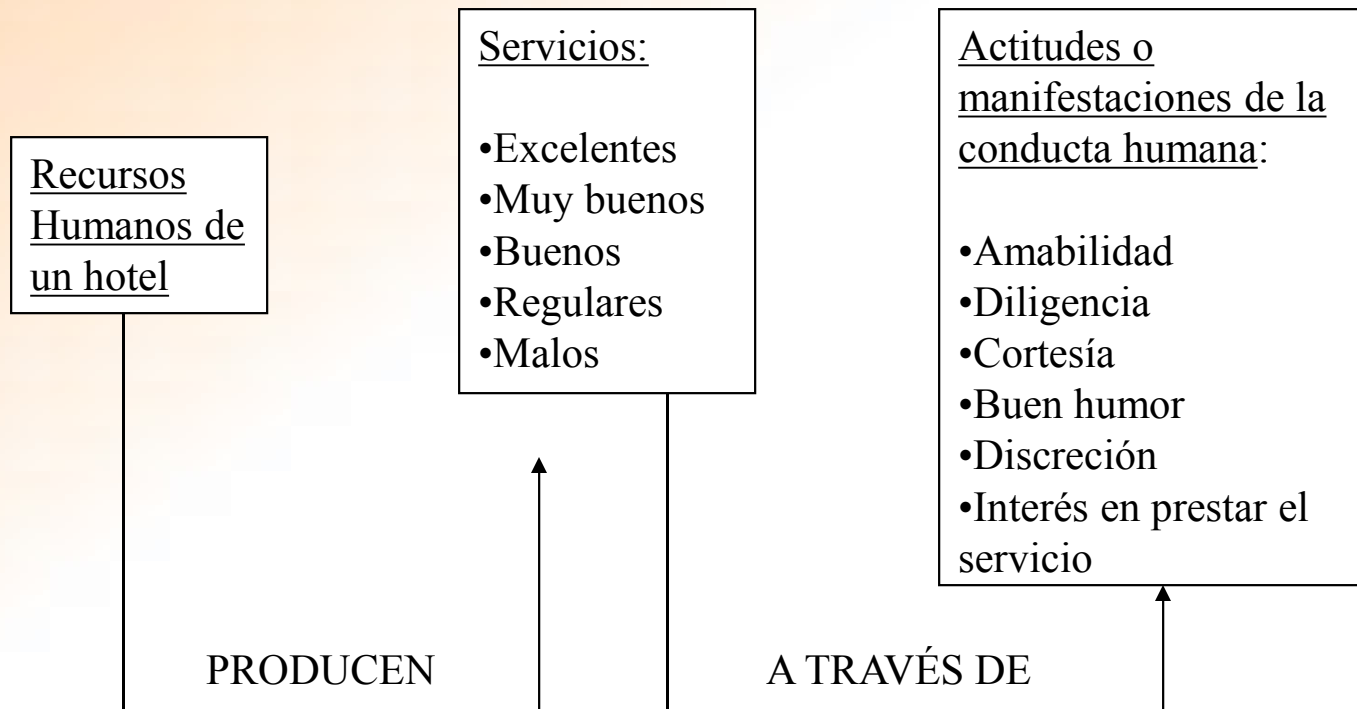 Recursos
Humanos de
un hotel
Servicios:
•Excelentes
•Muy buenos
•Buenos
•Regulares
•Malos
Actitudes o
manifestaciones de la
conducta humana:
•Amabilidad
•Diligencia
•Cortesía
•Buen humor
•Discreción
•Interés en prestar el
servicio
PRODUCEN
A TRAVÉS DE